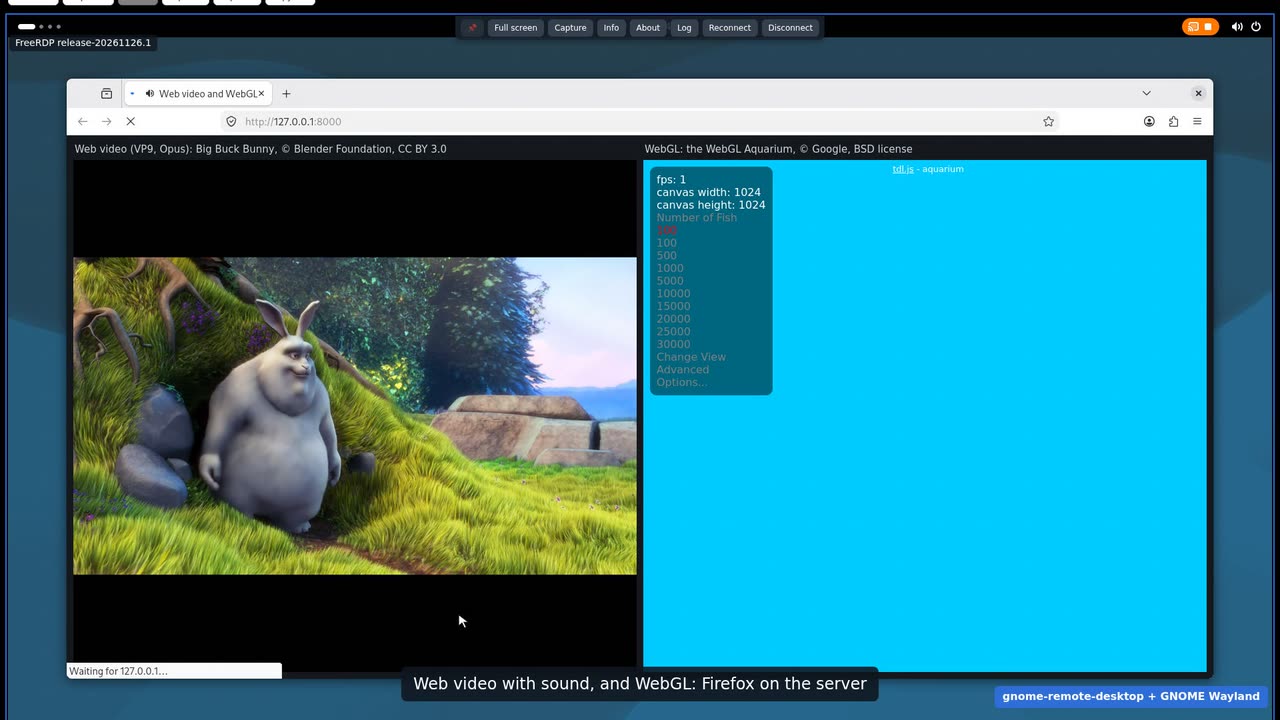 Full screen
Capture
Info
About
Log
Reconnect
Disconnect
FreeRDP release-20261126.1
Web video and WebGL
http://127.0.0.1:8000
Web video (VP9, Opus): Big Buck Bunny, © Blender Foundation, CC BY 3.0
WebGL: the WebGL Aquarium, © Google, BSD license
tdl.js - aquarium
fps: 1
canvas width: 1024
canvas height: 1024
Number of Fish
100
500
1000
5000
10000
15000
20000
25000
30000
Change View
Advanced
Options...
Waiting for 127.0.0.1...
Web video with sound, and WebGL: Firefox on the server
gnome-remote-desktop + GNOME Wayland